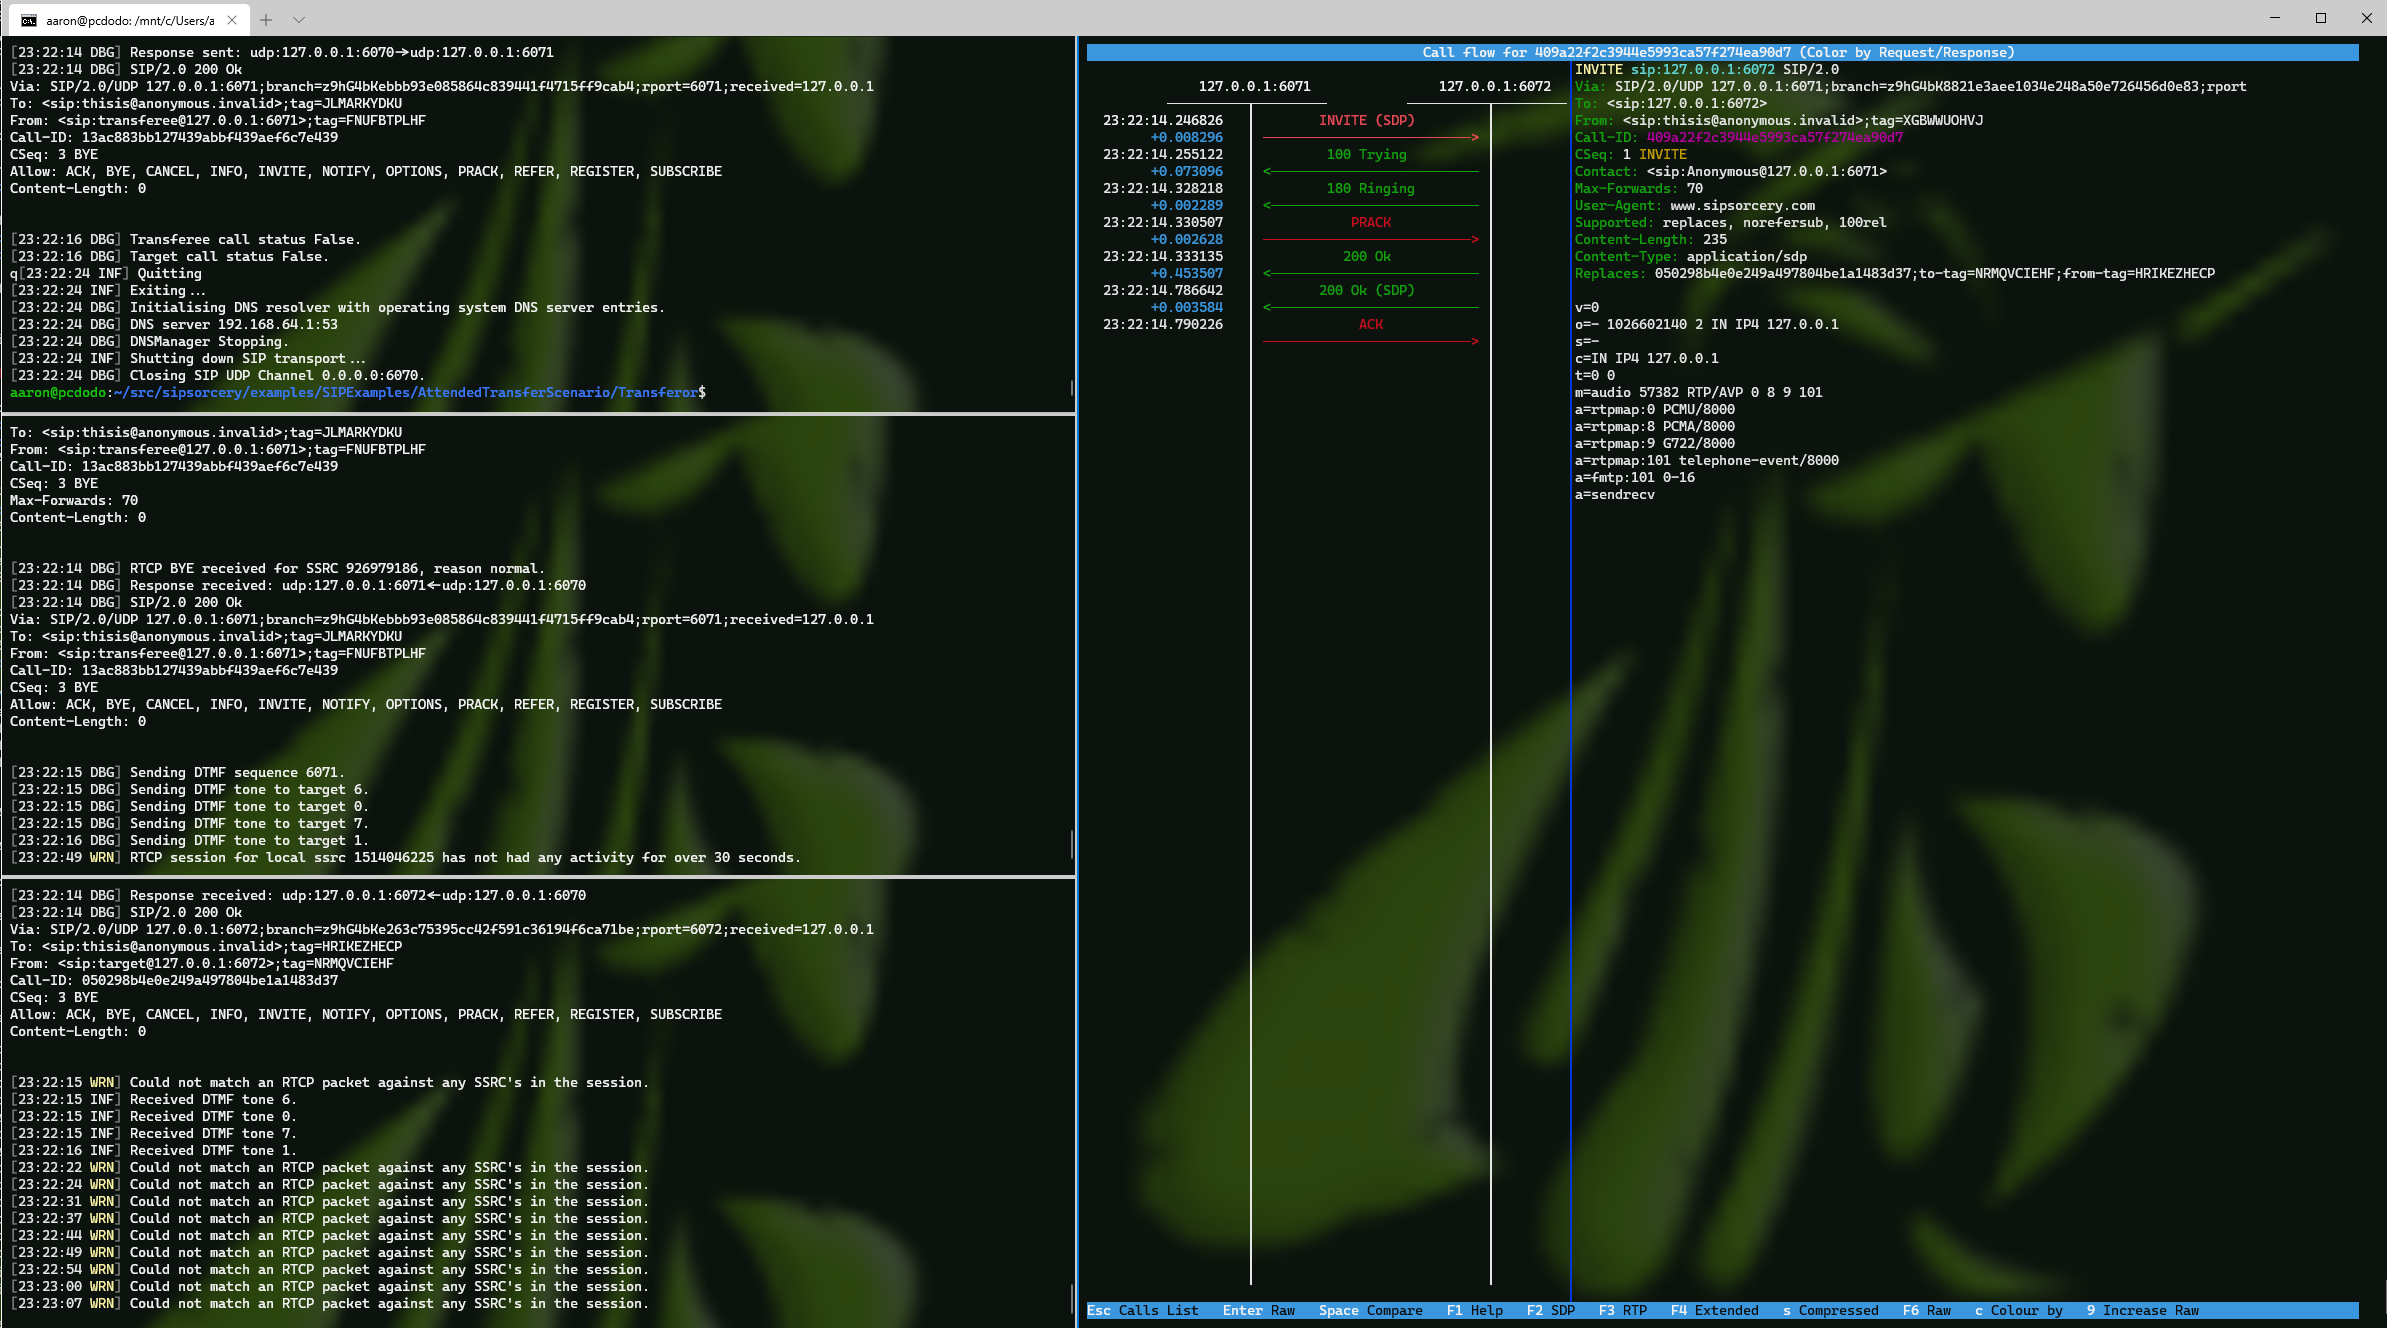 aaron@pcdodo: /mnt/c/Users/a
[23:22:14 DBG] Response sent: udp:127.0.0.1:6070->udp:127.0.0.1:6071
[23:22:14 DBG] SIP/2.0 200 Ok
Via: SIP/2.0/UDP 127.0.0.1:6071;branch=z9hG4bKebbb93e085864c839441f4715ff9cab4;rport=6071;received=127.0.0.1
To: <sip:thisis@anonymous.invalid>;tag=JLMARKYDKU
From: <sip:transferee@127.0.0.1:6071>;tag=FNUFBTPLHF
Call-ID: 13ac883bb127439abbf439aef6c7e439
CSeq: 3 BYE
Allow: ACK, BYE, CANCEL, INFO, INVITE, NOTIFY, OPTIONS, PRACK, REFER, REGISTER, SUBSCRIBE
Content-Length: 0
[23:22:16 DBG] Transferee call status False.
[23:22:16 DBG] Target call status False.
q[23:22:24 INF] Quitting
[23:22:24 INF] Exiting...
[23:22:24 DBG] Initialising DNS resolver with operating system DNS server entries.
[23:22:24 DBG] DNS server 192.168.64.1:53
[23:22:24 DBG] DNSManager Stopping.
[23:22:24 INF] Shutting down SIP transport...
[23:22:24 DBG] Closing SIP UDP Channel 0.0.0.0:6070.
aaron@pcdodo:~/src/sipsorcery/examples/SIPExamples/AttendedTransferScenario/Transferor$
To: <sip:thisis@anonymous.invalid>;tag=JLMARKYDKU
From: <sip:transferee@127.0.0.1:6071>;tag=FNUFBTPLHF
Call-ID: 13ac883bb127439abbf439aef6c7e439
CSeq: 3 BYE
Max-Forwards: 70
Content-Length: 0
[23:22:14 DBG] RTCP BYE received for SSRC 926979186, reason normal.
[23:22:14 DBG] Response received: udp:127.0.0.1:6071<-udp:127.0.0.1:6070
[23:22:14 DBG] SIP/2.0 200 Ok
Via: SIP/2.0/UDP 127.0.0.1:6071;branch=z9hG4bKebbb93e085864c839441f4715ff9cab4;rport=6071;received=127.0.0.1
To: <sip:thisis@anonymous.invalid>;tag=JLMARKYDKU
From: <sip:transferee@127.0.0.1:6071>;tag=FNUFBTPLHF
Call-ID: 13ac883bb127439abbf439aef6c7e439
CSeq: 3 BYE
Allow: ACK, BYE, CANCEL, INFO, INVITE, NOTIFY, OPTIONS, PRACK, REFER, REGISTER, SUBSCRIBE
Content-Length: 0
[23:22:15 DBG] Sending DTMF sequence 6071.
[23:22:15 DBG] Sending DTMF tone to target 6.
[23:22:15 DBG] Sending DTMF tone to target 0.
[23:22:15 DBG] Sending DTMF tone to target 7.
[23:22:16 DBG] Sending DTMF tone to target 1.
[23:22:49 WRN] RTCP session for local ssrc 1514046225 has not had any activity for over 30 seconds.
[23:22:14 DBG] Response received: udp:127.0.0.1:6072<-udp:127.0.0.1:6070
[23:22:14 DBG] SIP/2.0 200 Ok
Via: SIP/2.0/UDP 127.0.0.1:6072;branch=z9hG4bKe263c75395cc42f591c36194f6ca71be;rport=6072;received=127.0.0.1
To: <sip:thisis@anonymous.invalid>;tag=HRIKEZHECP
From: <sip:target@127.0.0.1:6072>;tag=NRMQVCIEHF
Call-ID: 050298b4e0e249a497804be1a1483d37
CSeq: 3 BYE
Allow: ACK, BYE, CANCEL, INFO, INVITE, NOTIFY, OPTIONS, PRACK, REFER, REGISTER, SUBSCRIBE
Content-Length: 0
[23:22:15 WRN] Could not match an RTCP packet against any SSRC's in the session.
[23:22:15 INF] Received DTMF tone 6.
[23:22:15 INF] Received DTMF tone 0.
[23:22:15 INF] Received DTMF tone 7.
[23:22:16 INF] Received DTMF tone 1.
[23:22:22 WRN] Could not match an RTCP packet against any SSRC's in the session.
[23:22:24 WRN] Could not match an RTCP packet against any SSRC's in the session.
[23:22:31 WRN] Could not match an RTCP packet against any SSRC's in the session.
[23:22:37 WRN] Could not match an RTCP packet against any SSRC's in the session.
[23:22:44 WRN] Could not match an RTCP packet against any SSRC's in the session.
[23:22:49 WRN] Could not match an RTCP packet against any SSRC's in the session.
[23:22:54 WRN] Could not match an RTCP packet against any SSRC's in the session.
[23:23:00 WRN] Could not match an RTCP packet against any SSRC's in the session.
[23:23:07 WRN] Could not match an RTCP packet against any SSRC's in the session.
Call flow for 409a22f2c3944e5993ca57f274ea90d7 (Color by Request/Response)
127.0.0.1:6071 127.0.0.1:6072
23:22:14.246826 INVITE (SDP)
+0.008296
23:22:14.255122 100 Trying
+0.073096
23:22:14.328218 180 Ringing
+0.002289
23:22:14.330507 PRACK
+0.002628
23:22:14.333135 200 Ok
+0.453507
23:22:14.786642 200 Ok (SDP)
+0.003584
23:22:14.790226 ACK
INVITE sip:127.0.0.1:6072 SIP/2.0
Via: SIP/2.0/UDP 127.0.0.1:6071;branch=z9hG4bK8821e3aee1034e248a50e726456d0e83;rport
To: <sip:127.0.0.1:6072>
From: <sip:thisis@anonymous.invalid>;tag=XGBWWUOHVJ
Call-ID: 409a22f2c3944e5993ca57f274ea90d7
CSeq: 1 INVITE
Contact: <sip:Anonymous@127.0.0.1:6071>
Max-Forwards: 70
User-Agent: www.sipsorcery.com
Supported: replaces, norefersub, 100rel
Content-Length: 235
Content-Type: application/sdp
Replaces: 050298b4e0e249a497804be1a1483d37;to-tag=NRMQVCIEHF;from-tag=HRIKEZHECP
v=0
o=- 1026602140 2 IN IP4 127.0.0.1
s=-
c=IN IP4 127.0.0.1
t=0 0
m=audio 57382 RTP/AVP 0 8 9 101
a=rtpmap:0 PCMU/8000
a=rtpmap:8 PCMA/8000
a=rtpmap:9 G722/8000
a=rtpmap:101 telephone-event/8000
a=fmtp:101 0-16
a=sendrecv
Esc Calls List Enter Raw Space Compare F1 Help F2 SDP F3 RTP F4 Extended s Compressed F6 Raw c Colour by 9 Increase Raw